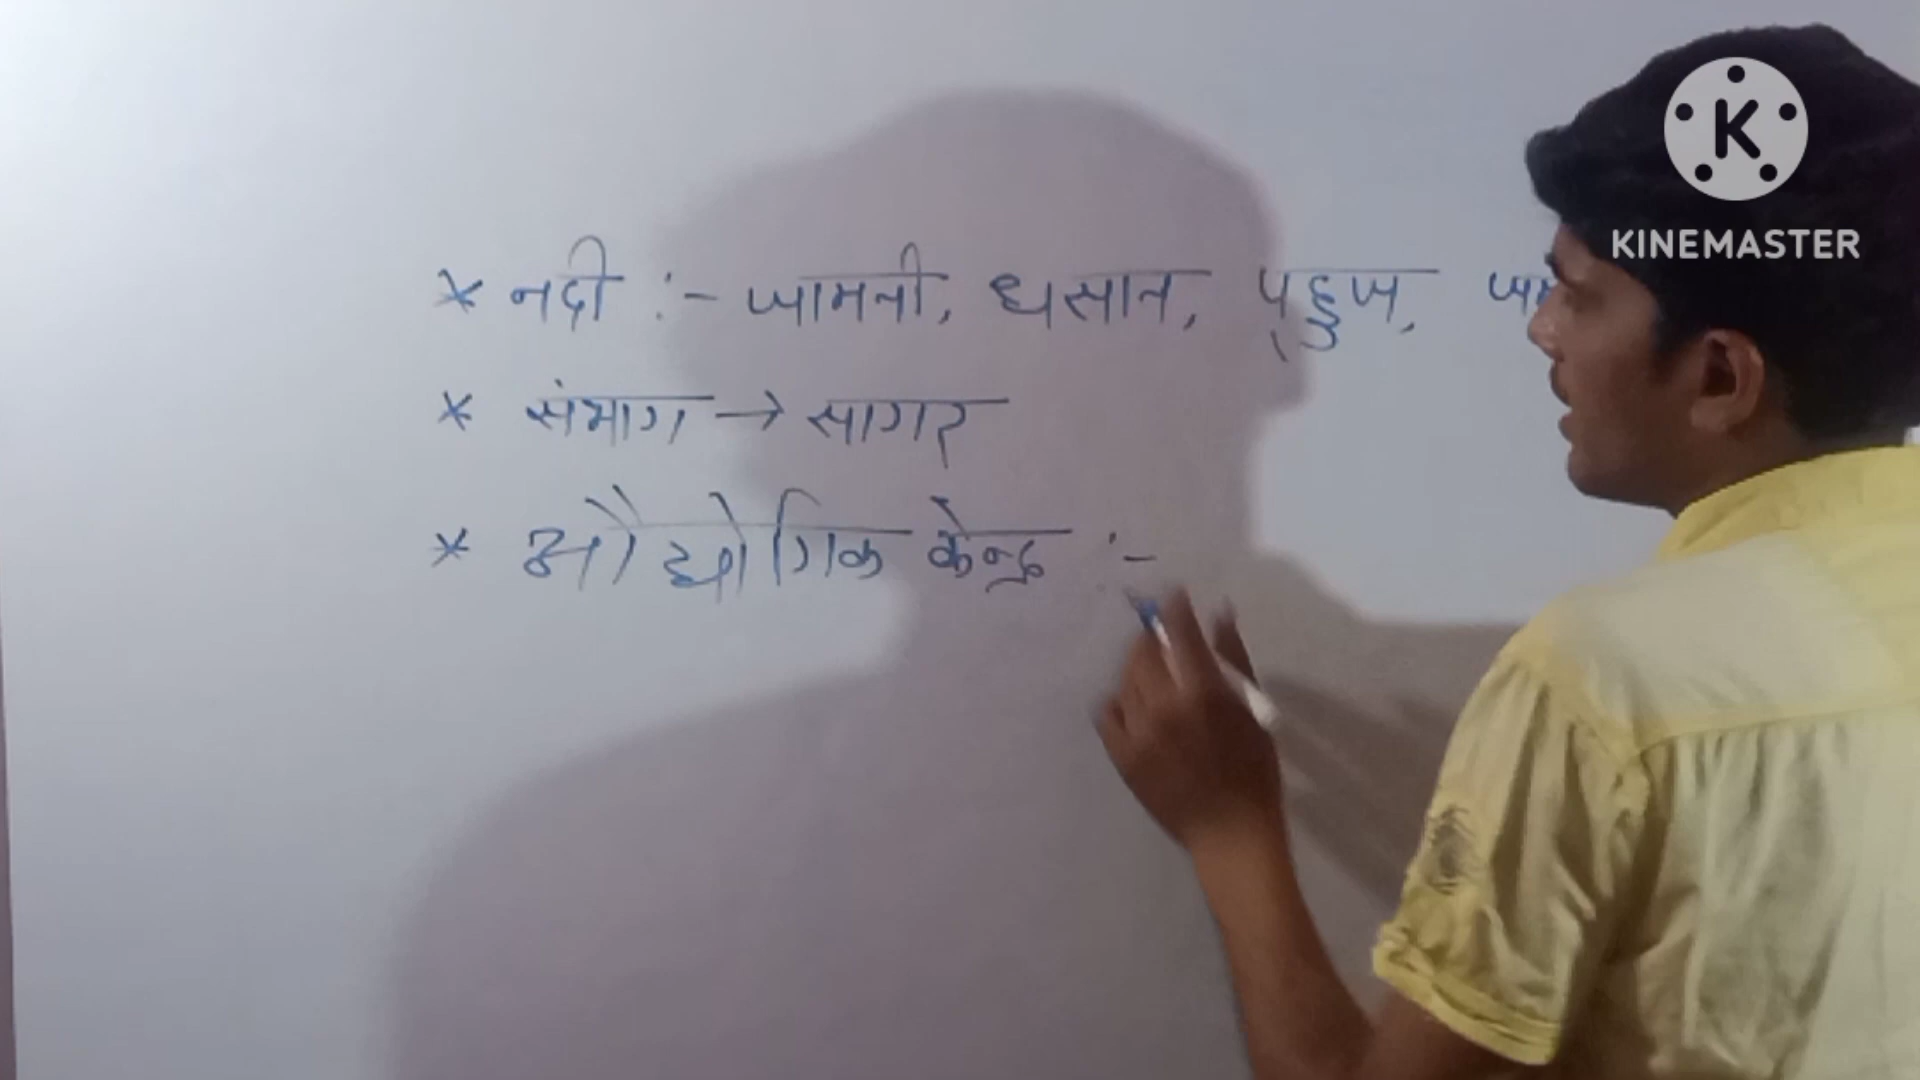 KINEMASTER
* नदी :- जामनी, धसान, पहुज,
* संभाग → सागर
* औद्योगिक केन्द्र :-